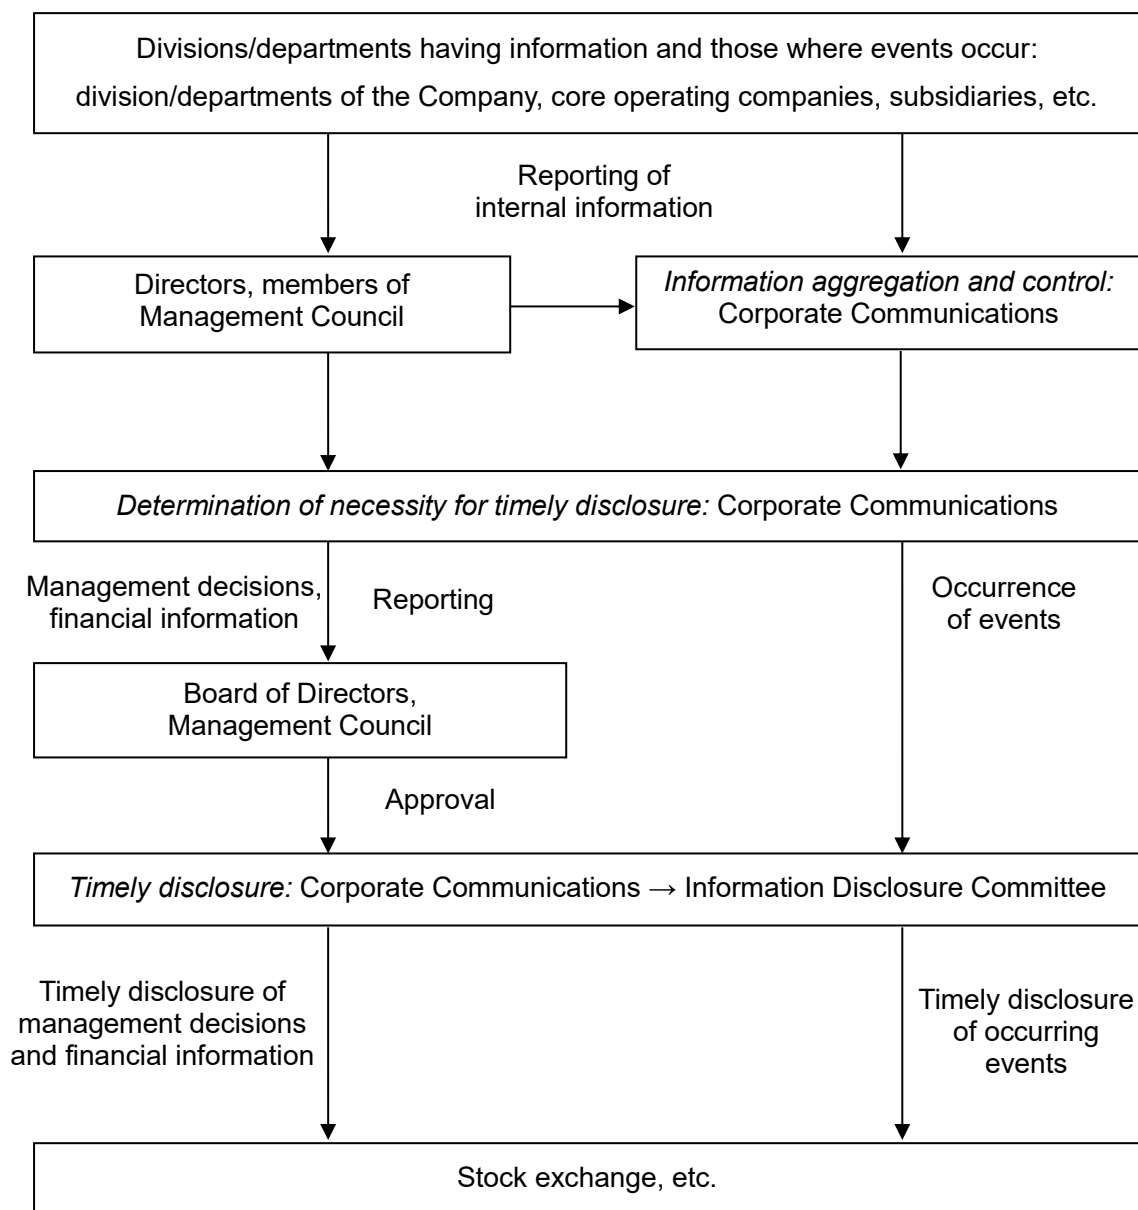 Divisions/departments having information and those where events occur:
division/departments of the Company, core operating companies, subsidiaries, etc.
Reporting of
internal information
Directors, members of
Management Council
Information aggregation and control:
Corporate Communications
Determination of necessity for timely disclosure: Corporate Communications
Management decisions,
financial information
Reporting
Occurrence
of events
Board of Directors,
Management Council
Approval
Timely disclosure: Corporate Communications → Information Disclosure Committee
Timely disclosure of
management decisions
and financial information
Timely disclosure
of occurring
events
Stock exchange, etc.